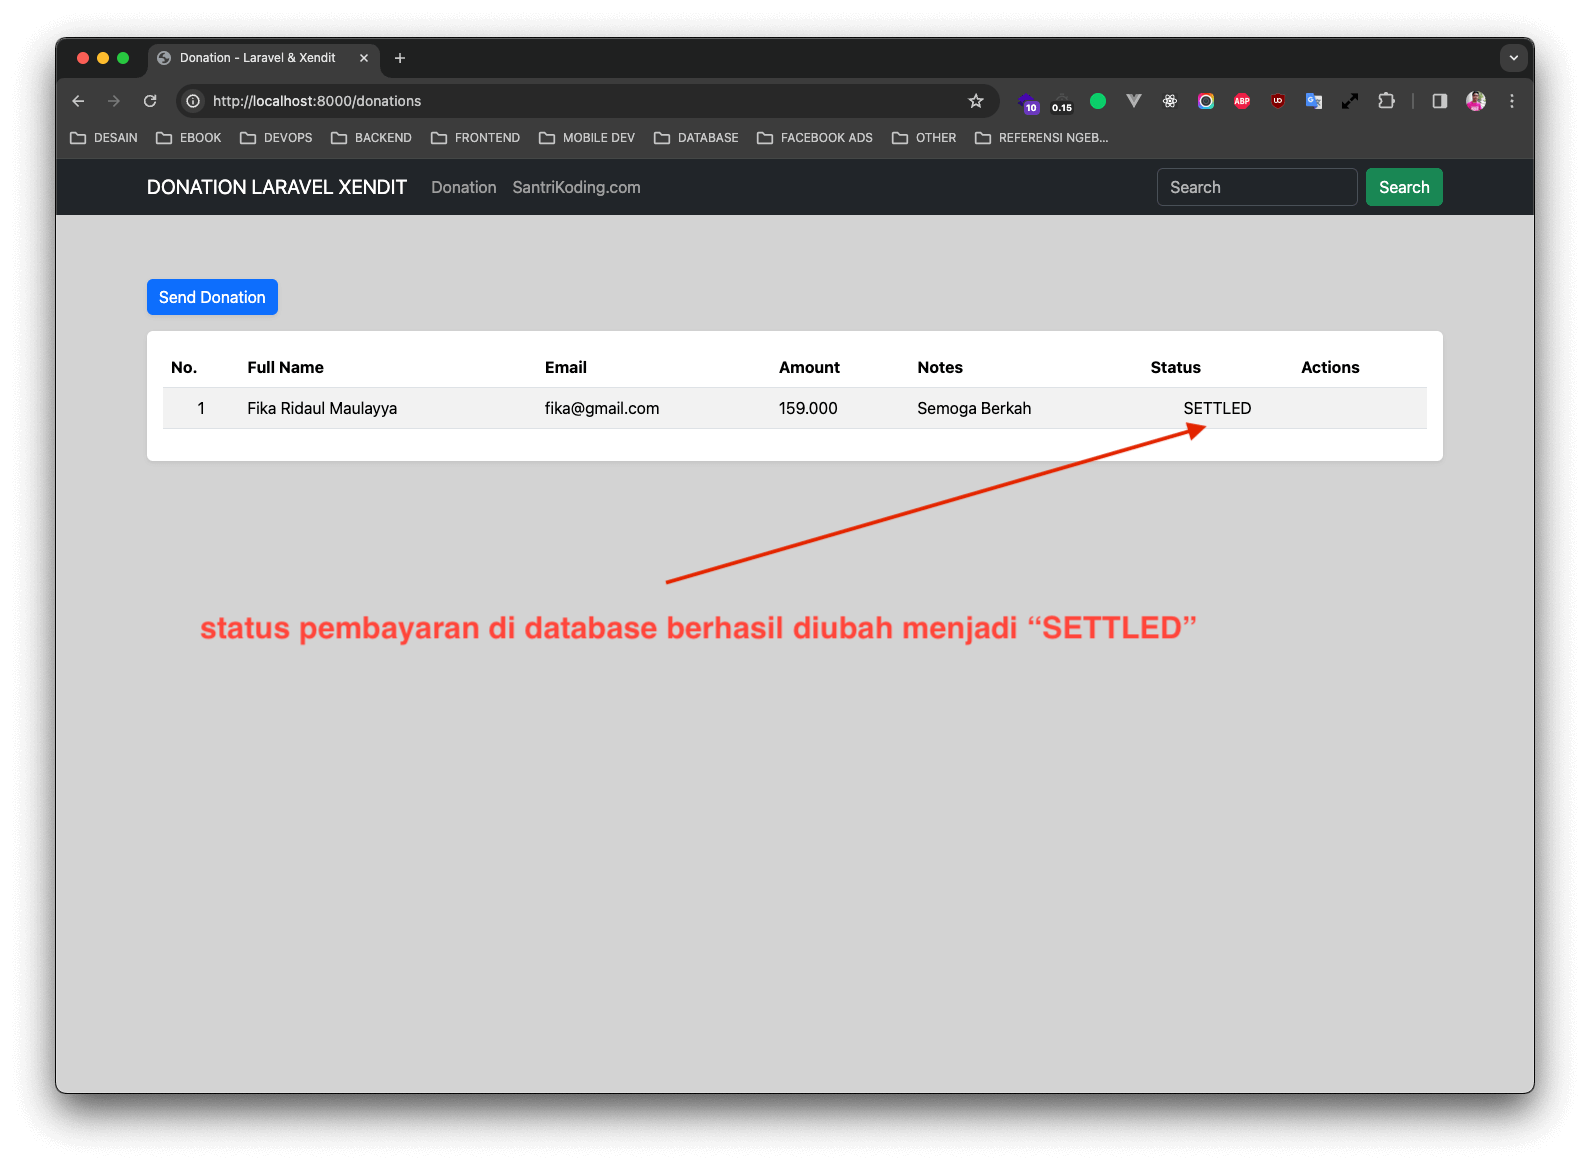 Donation - Laravel & Xendit
http://localhost:8000/donations
10
0.15
ABP
DESAIN EBOOK DEVOPS BACKEND FRONTEND MOBILE DEV DATABASE FACEBOOK ADS OTHER REFERENSI NGEB...
DONATION LARAVEL XENDIT Donation SantriKoding.com Search Search
Send Donation
No. Full Name Email Amount Notes Status Actions
1 Fika Ridaul Maulayya fika@gmail.com 159.000 Semoga Berkah SETTLED
status pembayaran di database berhasil diubah menjadi “SETTLED”